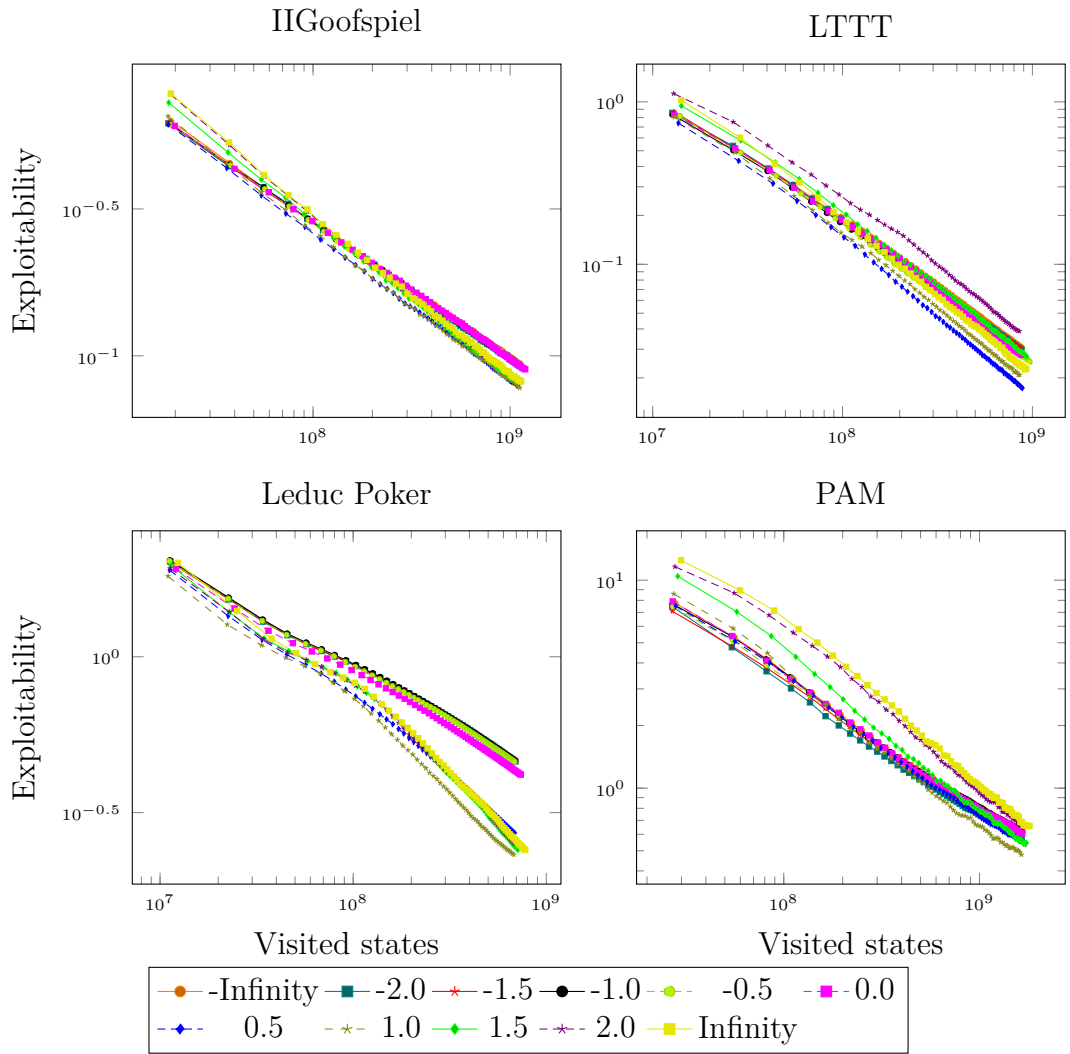 IIGoofspiel
LTTT
Exploitability
10^−0.5
10^−1
10^8
10^9
10^0
10^−1
10^7
10^8
10^9
Leduc Poker
PAM
Exploitability
10^0
10^−0.5
10^7
10^8
10^9
10^1
10^0
10^8
10^9
Visited states
Visited states
-Infinity -2.0 -1.5 -1.0 -0.5 0.0
0.5 1.0 1.5 2.0 Infinity